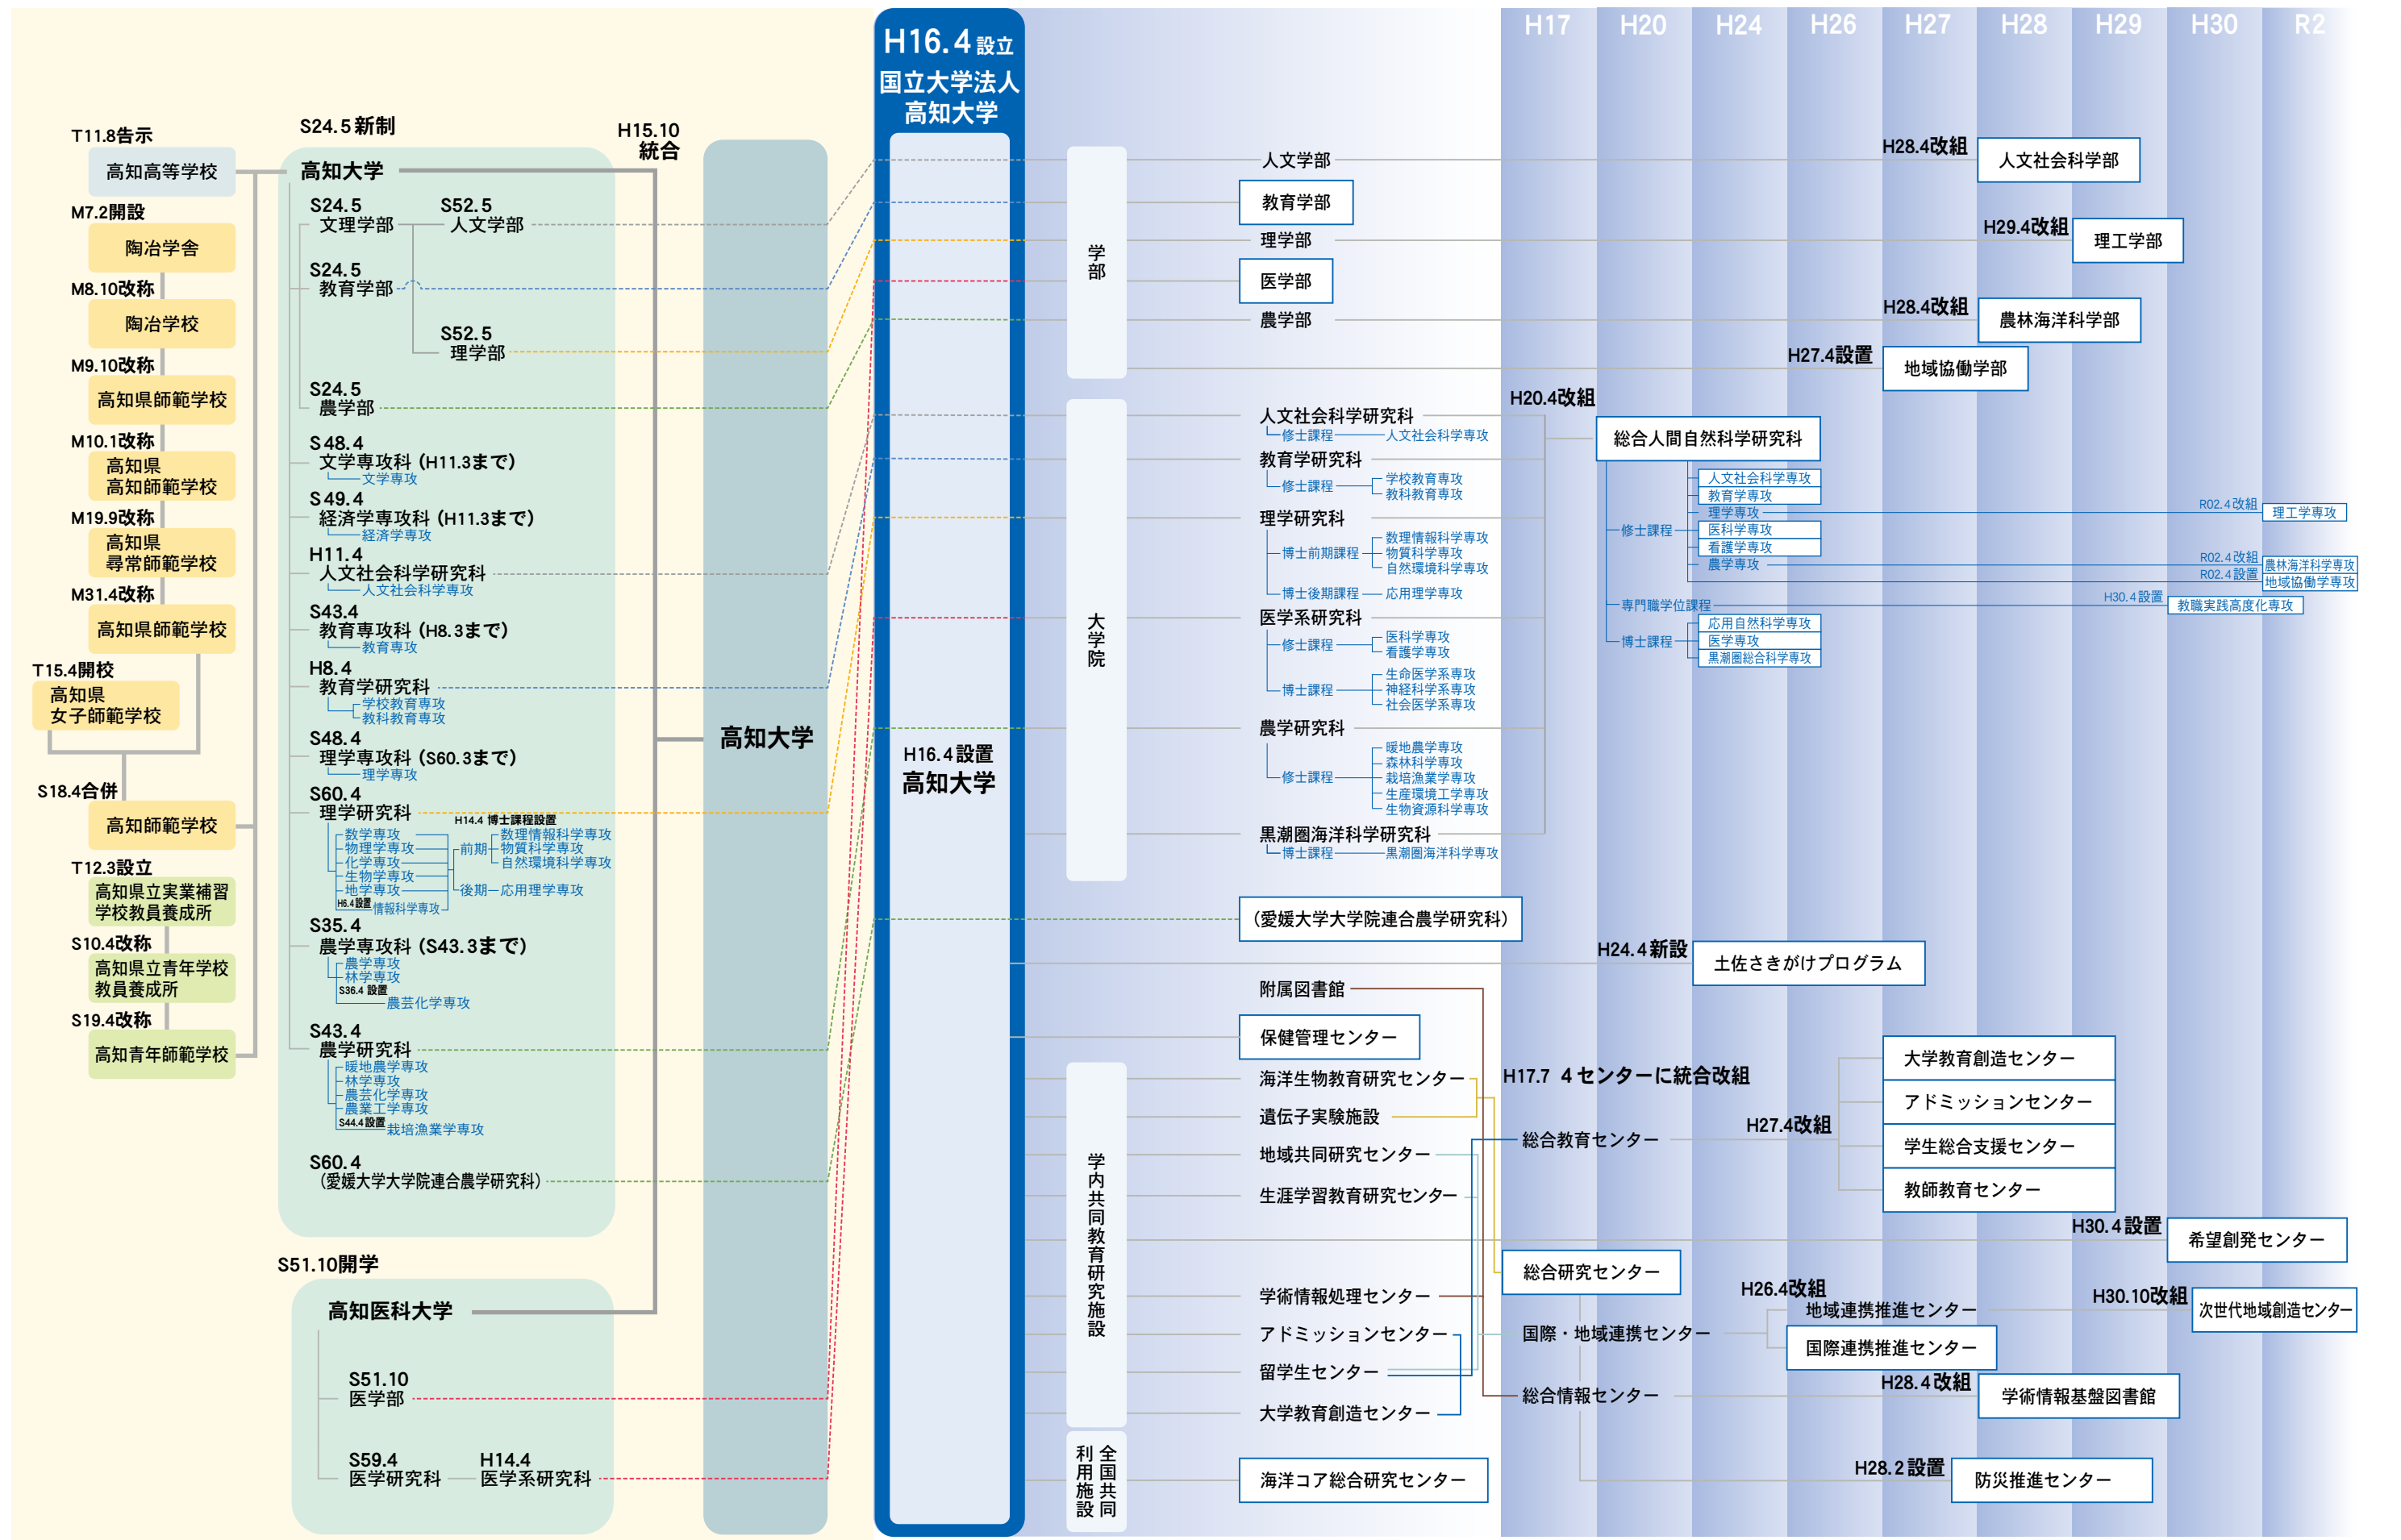 T11.8告示
高知高等学校
M7.2開設
陶冶学舎
M8.10改称
陶冶学校
M9.10改称
高知県師範学校
M10.1改称
高知県
高知師範学校
M19.9改称
高知県
尋常師範学校
M31.4改称
高知県師範学校
T15.4開校
高知県
女子師範学校
S18.4合併
高知師範学校
T12.3設立
高知県立実業補習
学校教員養成所
S10.4改称
高知県立青年学校
教員養成所
S19.4改称
高知青年師範学校
S24.5新制
高知大学
S24.5
文理学部
S52.5
人文学部
S24.5
教育学部
S52.5
理学部
S24.5
農学部
S48.4
文学専攻科(H11.3まで)
文学専攻
S49.4
経済学専攻科(H11.3まで)
経済学専攻
H11.4
人文社会科学研究科
人文社会科学専攻
S43.4
教育専攻科(H8.3まで)
教育専攻
H8.4
教育学研究科
学校教育専攻
教科教育専攻
S48.4
理学専攻科(S60.3まで)
理学専攻
S60.4
理学研究科
H14.4 博士課程設置
数学専攻
物理学専攻
化学専攻
生物学専攻
地学専攻
H6.4設置
情報科学専攻
前期
数理情報科学専攻
物質科学専攻
自然環境科学専攻
後期
応用理学専攻
S35.4
農学専攻科(S43.3まで)
農学専攻
林学専攻
S36.4 設置
農芸化学専攻
S43.4
農学研究科
暖地農学専攻
林学専攻
農芸化学専攻
農業工学専攻
S44.4設置
栽培漁業学専攻
S60.4
(愛媛大学大学院連合農学研究科)
S51.10開学
高知医科大学
S51.10
医学部
S59.4
医学研究科
H14.4
医学系研究科
H15.10
統合
高知大学
H16.4設立
国立大学法人
高知大学
H16.4設置
高知大学
H17 H20 H24 H26 H27 H28 H29 H30 R2
学部
人文学部
H28.4改組
人文社会科学部
教育学部
理学部
H29.4改組
理工学部
医学部
農学部
H28.4改組
農林海洋科学部
H27.4設置
地域協働学部
大学院
人文社会科学研究科
修士課程
人文社会科学専攻
教育学研究科
修士課程
学校教育専攻
教科教育専攻
理学研究科
博士前期課程
数理情報科学専攻
物質科学専攻
自然環境科学専攻
博士後期課程
応用理学専攻
医学系研究科
修士課程
医科学専攻
看護学専攻
博士課程
生命医学系専攻
神経科学系専攻
社会医学系専攻
農学研究科
修士課程
暖地農学専攻
森林科学専攻
栽培漁業学専攻
生産環境工学専攻
生物資源科学専攻
黒潮圏海洋科学研究科
博士課程
黒潮圏海洋科学専攻
H20.4改組
総合人間自然科学研究科
修士課程
人文社会科学専攻
教育学専攻
理学専攻
R02.4改組
理工学専攻
医科学専攻
看護学専攻
農学専攻
R02.4改組
農林海洋科学専攻
R02.4設置
地域協働学専攻
専門職学位課程
H30.4設置
教職実践高度化専攻
博士課程
応用自然科学専攻
医学専攻
黒潮圏総合科学専攻
(愛媛大学大学院連合農学研究科)
H24.4新設
土佐さきがけプログラム
附属図書館
保健管理センター
学内共同教育研究施設
海洋生物教育研究センター
遺伝子実験施設
地域共同研究センター
生涯学習教育研究センター
学術情報処理センター
アドミッションセンター
留学生センター
大学教育創造センター
H17.7 4センターに統合改組
総合教育センター
H27.4改組
大学教育創造センター
アドミッションセンター
学生総合支援センター
教師教育センター
H30.4設置
希望創発センター
総合研究センター
H26.4改組
国際・地域連携センター
地域連携推進センター
国際連携推進センター
H30.10改組
次世代地域創造センター
総合情報センター
H28.4改組
学術情報基盤図書館
H28.2設置
防災推進センター
全国共同
利用施設
海洋コア総合研究センター